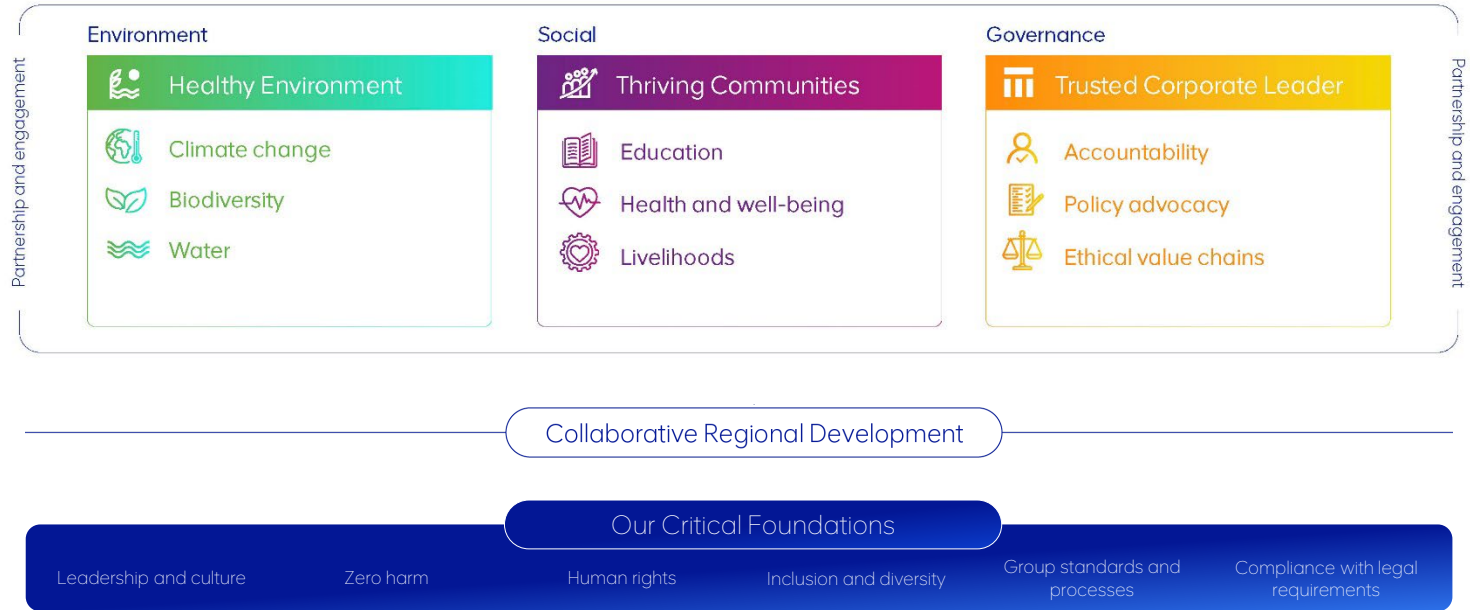 Environment
Social
Governance
Partnership and engagement
Healthy Environment
Climate change
Biodiversity
Water
Thriving Communities
Education
Health and well-being
Livelihoods
Trusted Corporate Leader
Accountability
Policy advocacy
Ethical value chains
Partnership and engagement
Collaborative Regional Development
Our Critical Foundations
Leadership and culture
Zero harm
Human rights
Inclusion and diversity
Group standards and
processes
Compliance with legal
requirements